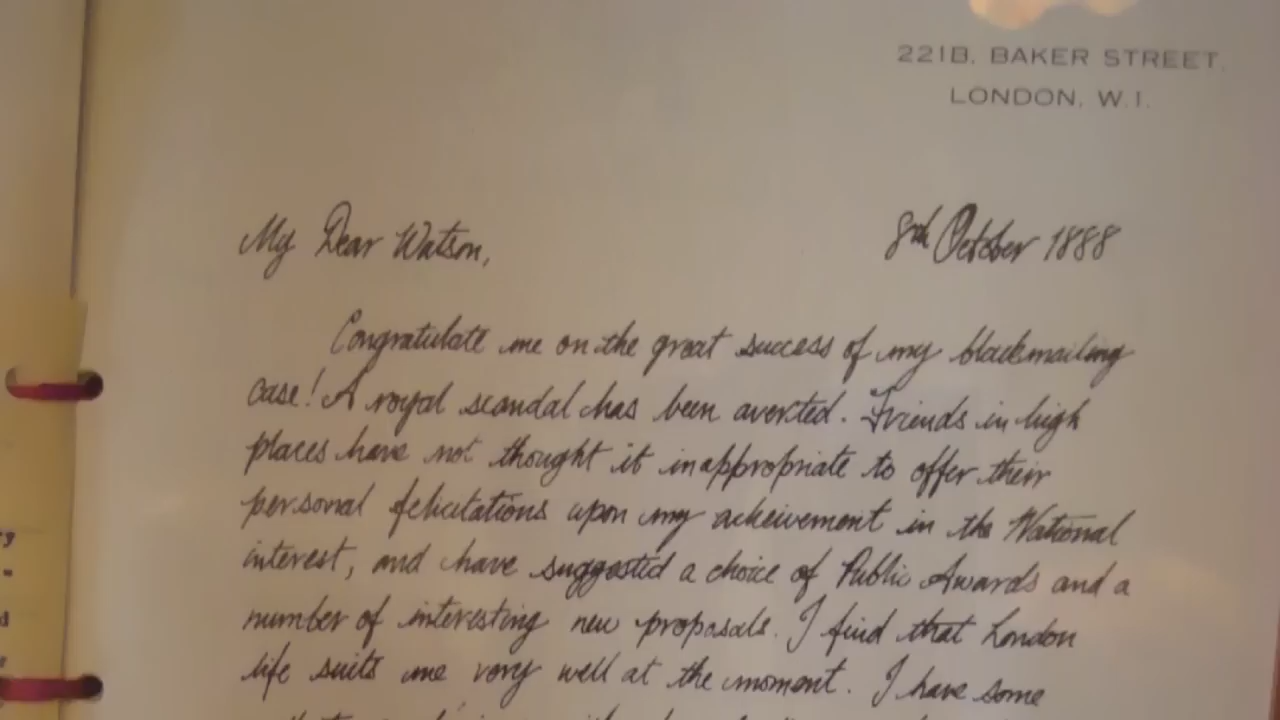 221B, BAKER STREET,
LONDON, W.1.
My Dear Watson,
8th October 1888
Congratulate me on the great success of my blackmailing
case! A royal scandal has been averted. Friends in high
places have not thought it inappropriate to offer their
personal felicitations upon my acheivement in the National
interest, and have suggested a choice of Public Awards and a
number of interesting new proposals. I find that London
life suits me very well at the moment. I have some